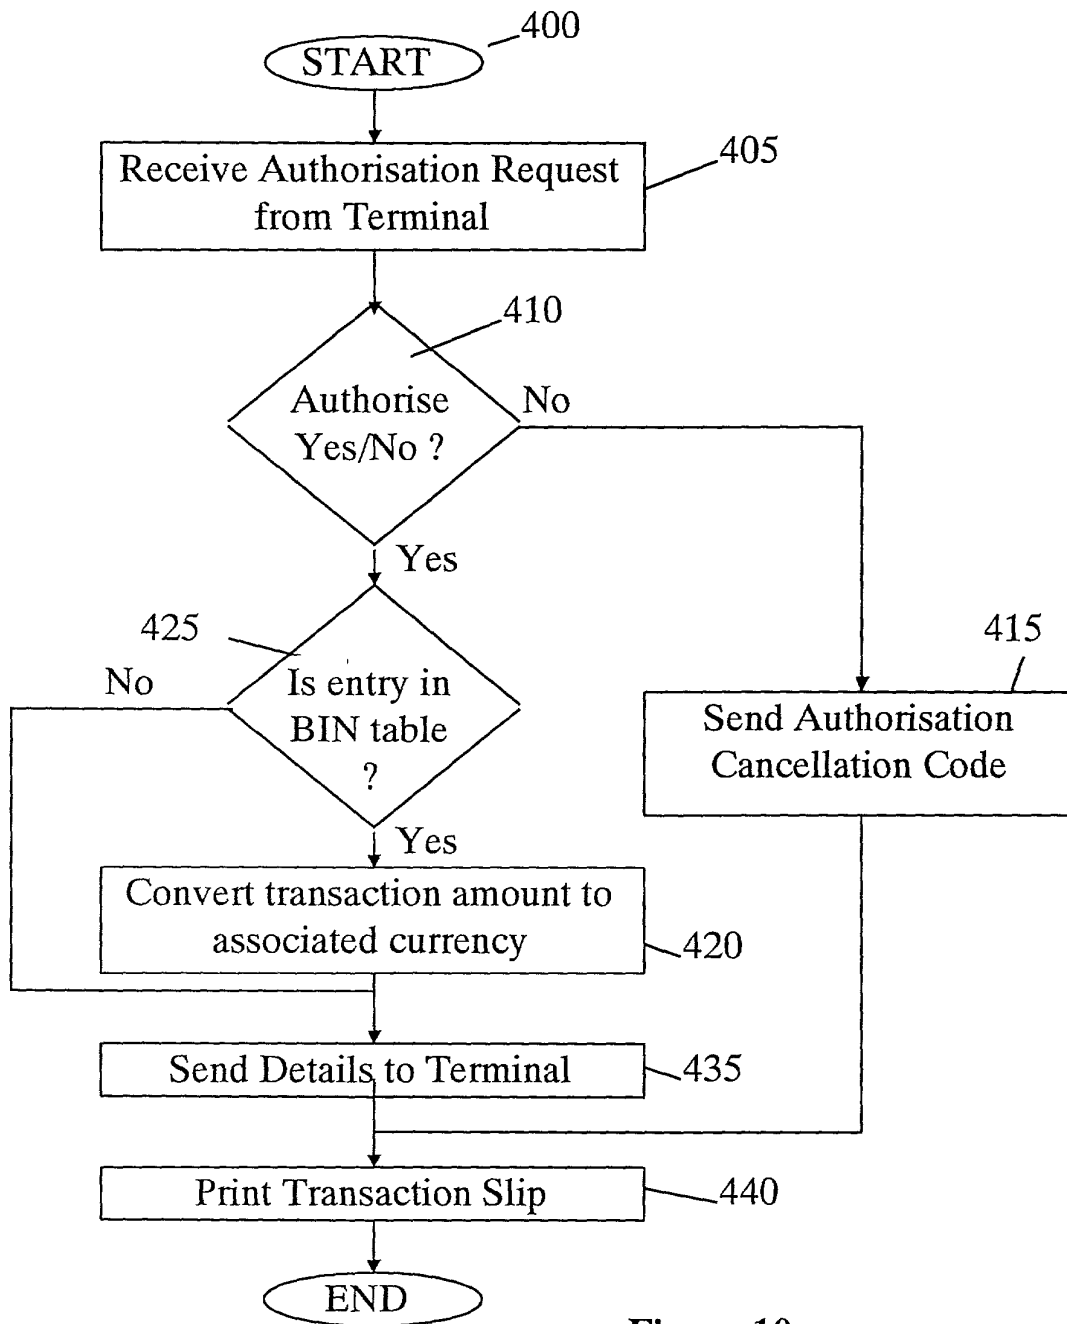 400
START
Receive Authorisation Request
from Terminal
405
410
Authorise
Yes/No ?
No
Yes
425
No
Is entry in
BIN table
?
415
Send Authorisation
Cancellation Code
Yes
Convert transaction amount to
associated currency
420
Send Details to Terminal
435
Print Transaction Slip
440
END
Figure 10